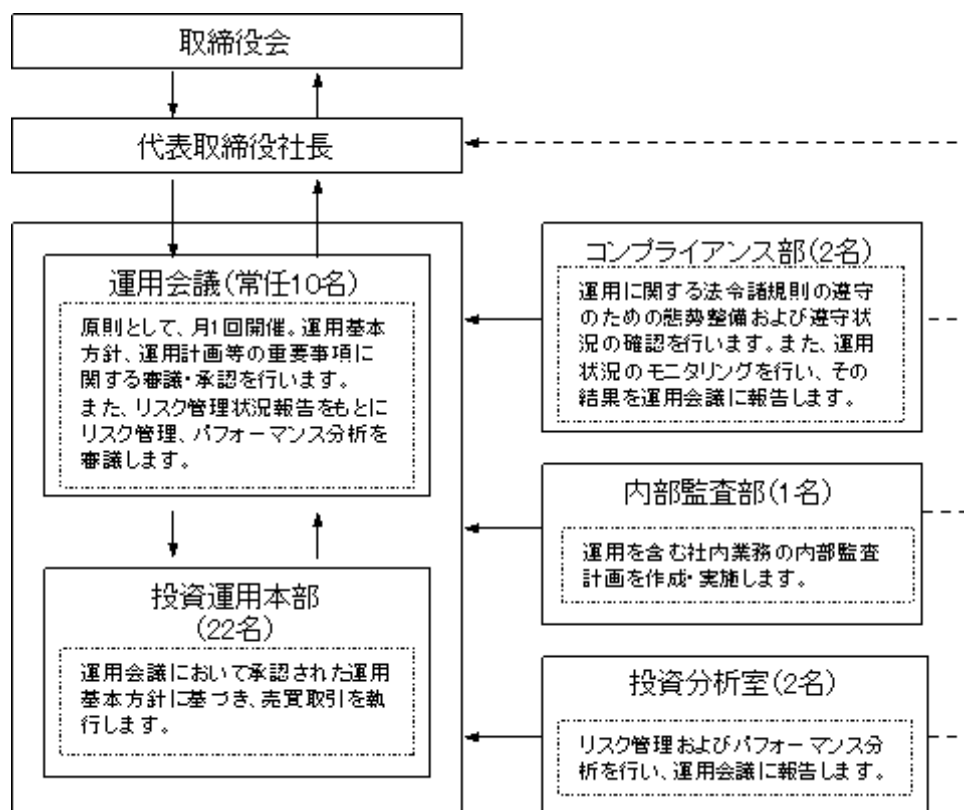 取締役会
代表取締役社長
運用会議(常任10名)
原則として、月1回開催。運用基本
方針、運用計画等の重要事項に
関する審議・承認を行います。
また、リスク管理状況報告をもとに
リスク管理、パフォーマンス分析を
審議します。
投資運用本部
(22名)
運用会議において承認された運用
基本方針に基づき、売買取引を執
行します。
コンプライアンス部(2名)
運用に関する法令諸規則の遵守
のための態勢整備および遵守状
況の確認を行います。また、運用
状況のモニタリングを行い、その
結果を運用会議に報告します。
内部監査部(1名)
運用を含む社内業務の内部監査
計画を作成・実施します。
投資分析室(2名)
リスク管理およびパフォーマンス分
析を行い、運用会議に報告します。